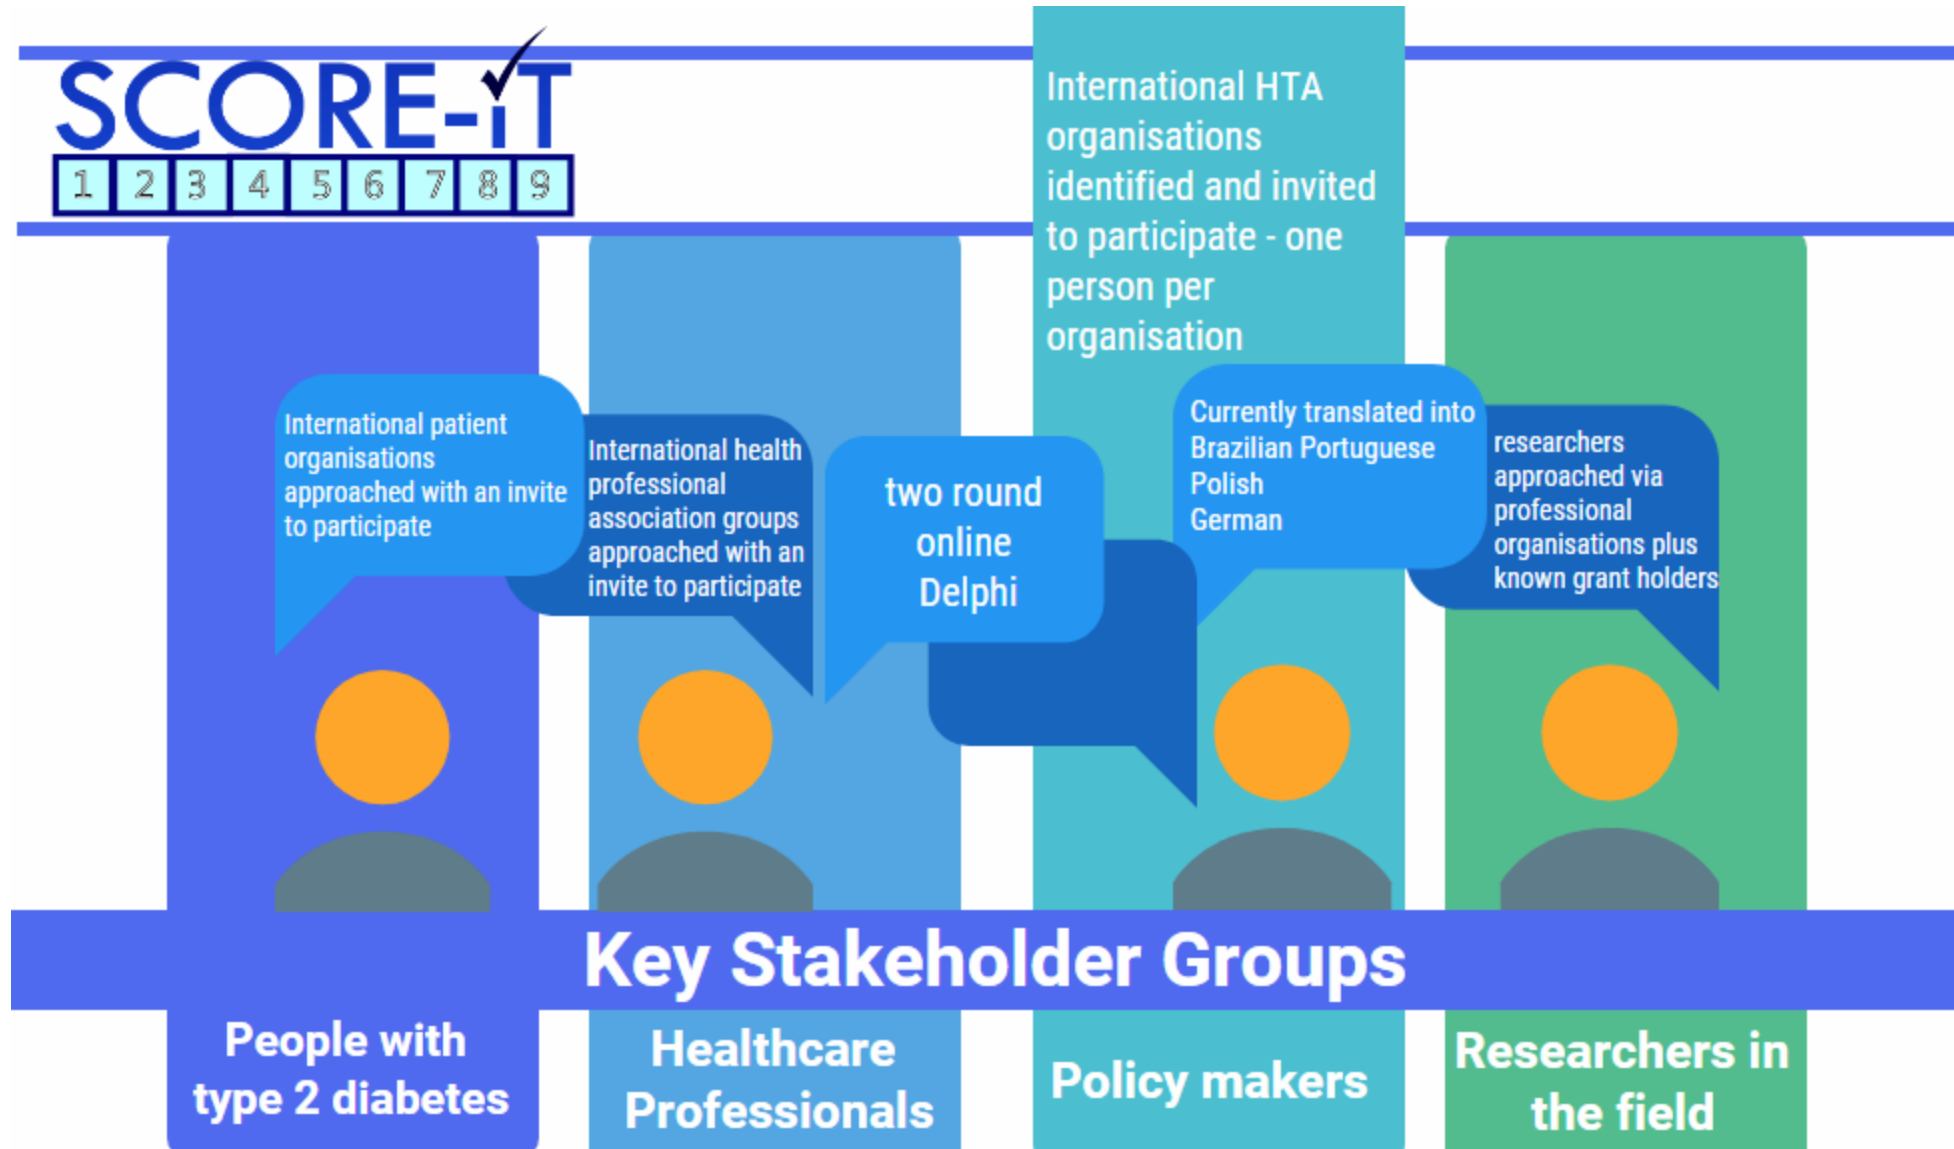 SCORE-iT
1 2 3 4 5 6 7 8 9
International HTA
organisations
identified and invited
to participate - one
person per
organisation
International patient
organisations
approached with an invite
to participate
International health
professional
association groups
approached with an
invite to participate
two round
online
Delphi
Currently translated into
Brazilian Portuguese
Polish
German
researchers
approached via
professional
organisations plus
known grant holders
Key Stakeholder Groups
People with
type 2 diabetes
Healthcare
Professionals
Policy makers
Researchers in
the field